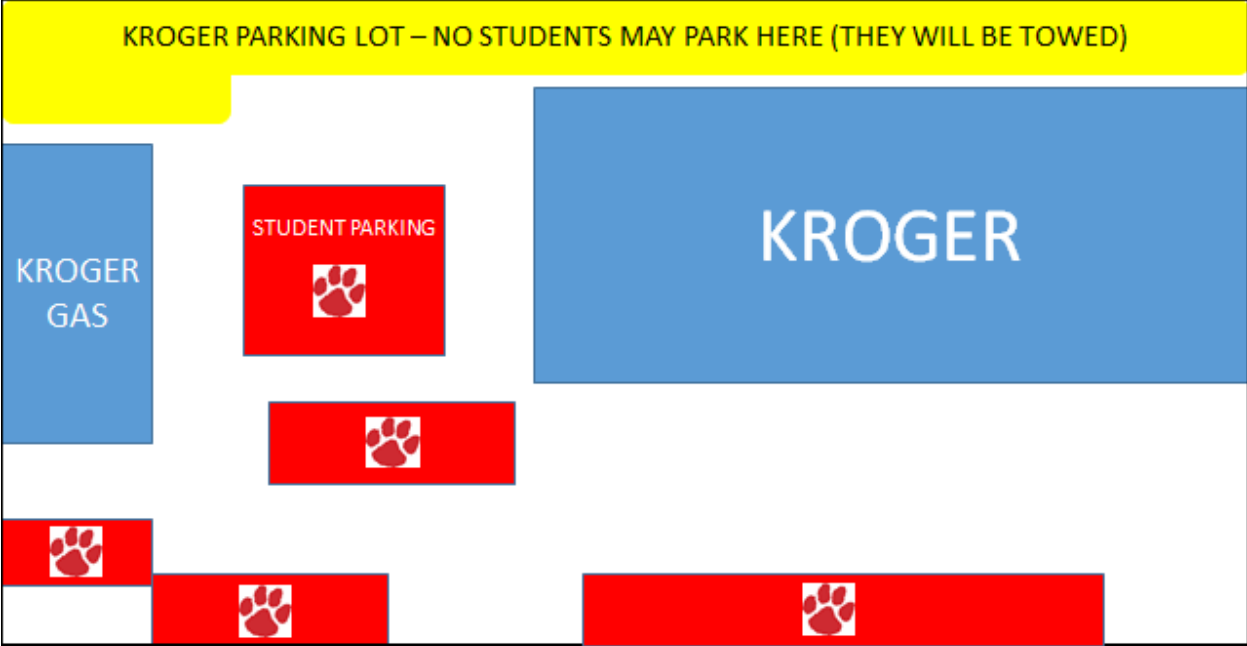 KROGER PARKING LOT – NO STUDENTS MAY PARK HERE (THEY WILL BE TOWED)
KROGER
GAS
STUDENT PARKING
KROGER